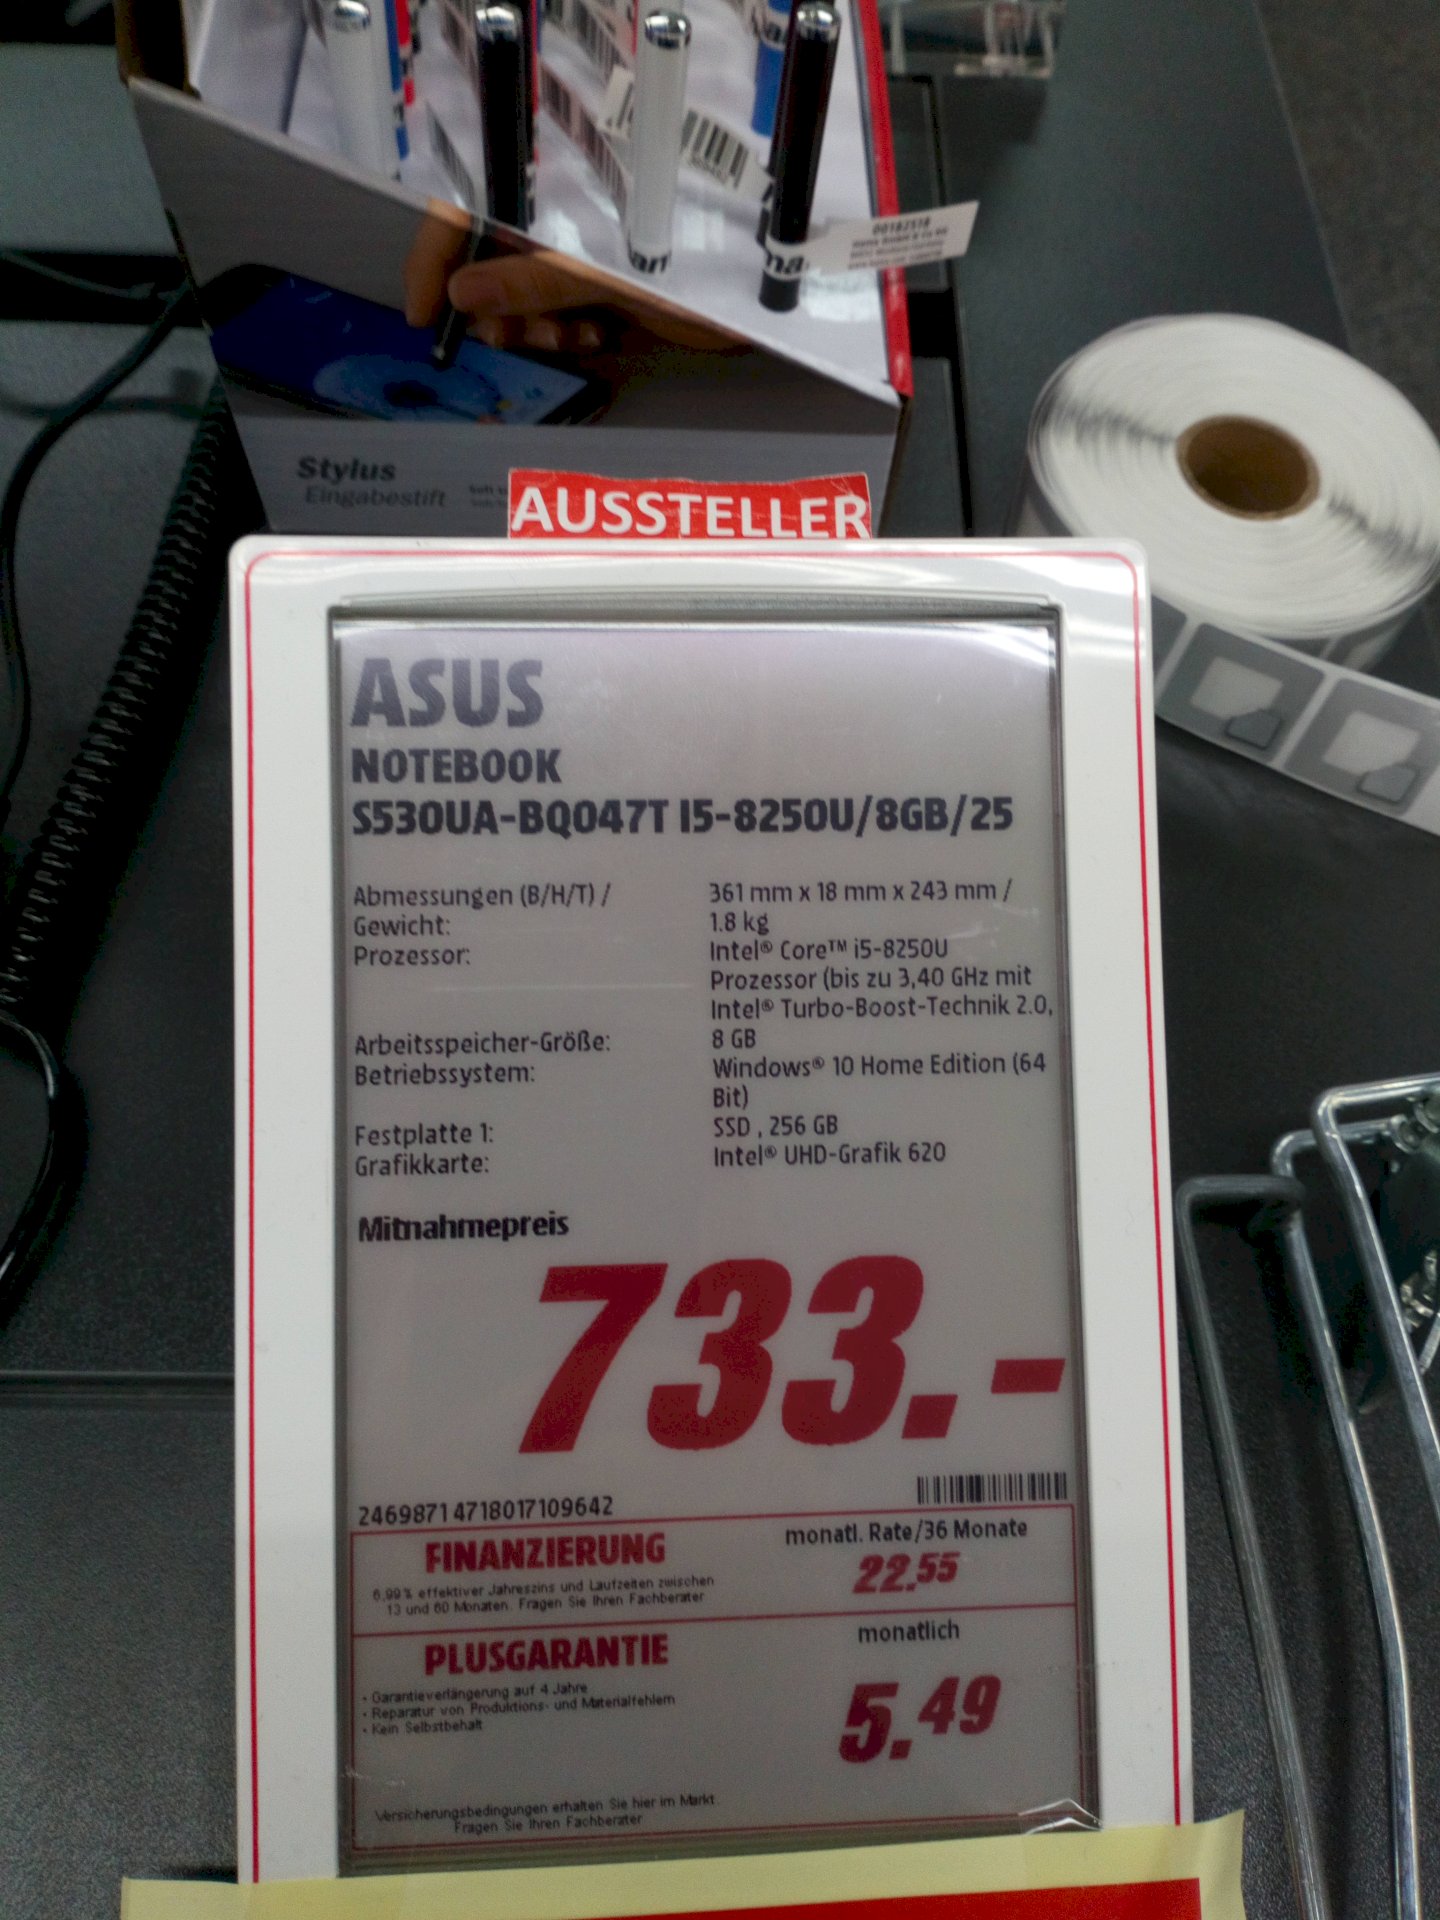 00182518
Stylus
Eingabestift
AUSSTELLER
ASUS
NOTEBOOK
S530UA-BQ047T I5-8250U/8GB/25
Abmessungen (B/H/T) / 361 mm x 18 mm x 243 mm /
Gewicht: 1.8 kg
Prozessor: Intel® Core™ i5-8250U
Prozessor (bis zu 3,40 GHz mit
Intel® Turbo-Boost-Technik 2.0,
Arbeitsspeicher-Größe: 8 GB
Betriebssystem: Windows® 10 Home Edition (64
Bit)
Festplatte 1: SSD , 256 GB
Grafikkarte: Intel® UHD-Grafik 620
Mitnahmepreis
733.-
2469871 4718017109642
FINANZIERUNG monatl. Rate/36 Monate
6,99% effektiver Jahreszins und Laufzeiten zwischen 22.55
13 und 60 Monaten. Fragen Sie Ihren Fachberater
PLUSGARANTIE monatlich
• Garantieverlängerung auf 4 Jahre
• Reparatur von Produktions- und Materialfehlern
• Kein Selbstbehalt
5.49
Versicherungsbedingungen erhalten Sie hier im Markt.
Fragen Sie Ihren Fachberater